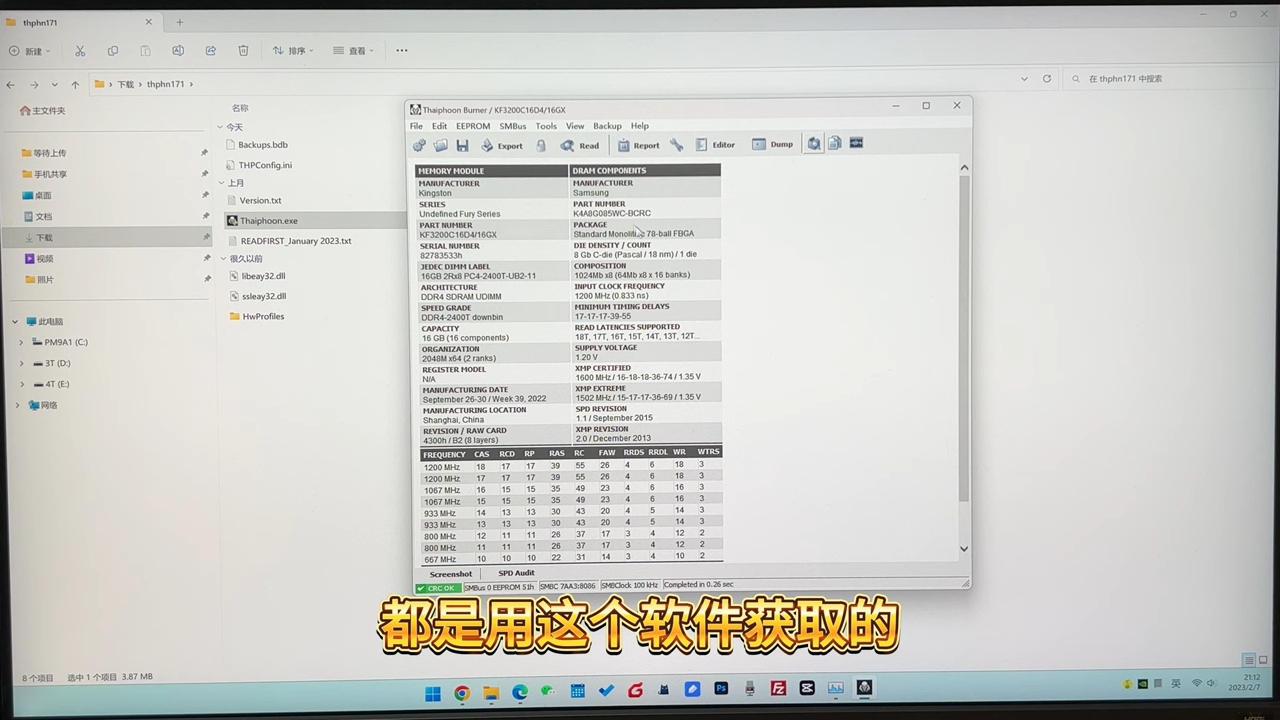 thphn171
新建
排序
查看
下载 thphn171
在 thphn171 中搜索
主文件夹
等待上传
手机共享
桌面
文档
下载
视频
照片
此电脑
PM9A1 (C:)
3T (D:)
4T (E:)
网络
名称
今天
Backups.bdb
THPConfig.ini
上月
Version.txt
Thaiphoon.exe
READFIRST_January 2023.txt
很久以前
libeay32.dll
ssleay32.dll
HwProfiles
Thaiphoon Burner / KF3200C16D4/16GX
File Edit EEPROM SMBus Tools View Backup Help
Export Read Report Editor Dump
MEMORY MODULE
MANUFACTURER
Kingston
SERIES
Undefined Fury Series
PART NUMBER
KF3200C16D4/16GX
SERIAL NUMBER
82783533h
JEDEC DIMM LABEL
16GB 2Rx8 PC4-2400T-UB2-11
ARCHITECTURE
DDR4 SDRAM UDIMM
SPEED GRADE
DDR4-2400T downbin
CAPACITY
16 GB (16 components)
ORGANIZATION
2048M x64 (2 ranks)
REGISTER MODEL
N/A
MANUFACTURING DATE
September 26-30 / Week 39, 2022
MANUFACTURING LOCATION
Shanghai, China
REVISION / RAW CARD
4300h / B2 (8 layers)
DRAM COMPONENTS
MANUFACTURER
Samsung
PART NUMBER
K4A8G085WC-BCRC
PACKAGE
Standard Monolithic 78-ball FBGA
DIE DENSITY / COUNT
8 Gb C-die (Pascal / 18 nm) / 1 die
COMPOSITION
1024Mb x8 (64Mb x8 x 16 banks)
INPUT CLOCK FREQUENCY
1200 MHz (0.833 ns)
MINIMUM TIMING DELAYS
17-17-17-39-55
READ LATENCIES SUPPORTED
18T, 17T, 16T, 15T, 14T, 13T, 12T...
SUPPLY VOLTAGE
1.20 V
XMP CERTIFIED
1600 MHz / 16-18-18-36-74 / 1.35 V
XMP EXTREME
1502 MHz / 15-17-17-36-69 / 1.35 V
SPD REVISION
1.1 / September 2015
XMP REVISION
2.0 / December 2013
FREQUENCY CAS RCD RP RAS RC FAW RRDS RRDL WR WTRS
1200 MHz 18 17 17 39 55 26 4 6 18 3
1200 MHz 17 17 17 39 55 26 4 6 18 3
1067 MHz 16 15 15 35 49 23 4 6 16 3
1067 MHz 15 15 15 35 49 23 4 6 16 3
933 MHz 14 13 13 30 43 20 4 5 14 3
933 MHz 13 13 13 30 43 20 4 5 14 3
800 MHz 12 11 11 26 37 17 3 4 12 2
800 MHz 11 11 11 26 37 17 3 4 12 2
667 MHz 10 10 10 22 31 14 3 4 10 2
Screenshot SPD Audit
CRC OK SMBus 0 EEPROM 51h SMBC 7AA3:8086 SMBClock 100 kHz Completed in 0.26 sec
都是用这个软件获取的
8 个项目 选中 1 个项目 3.87 MB
英
21:12
2023/2/7